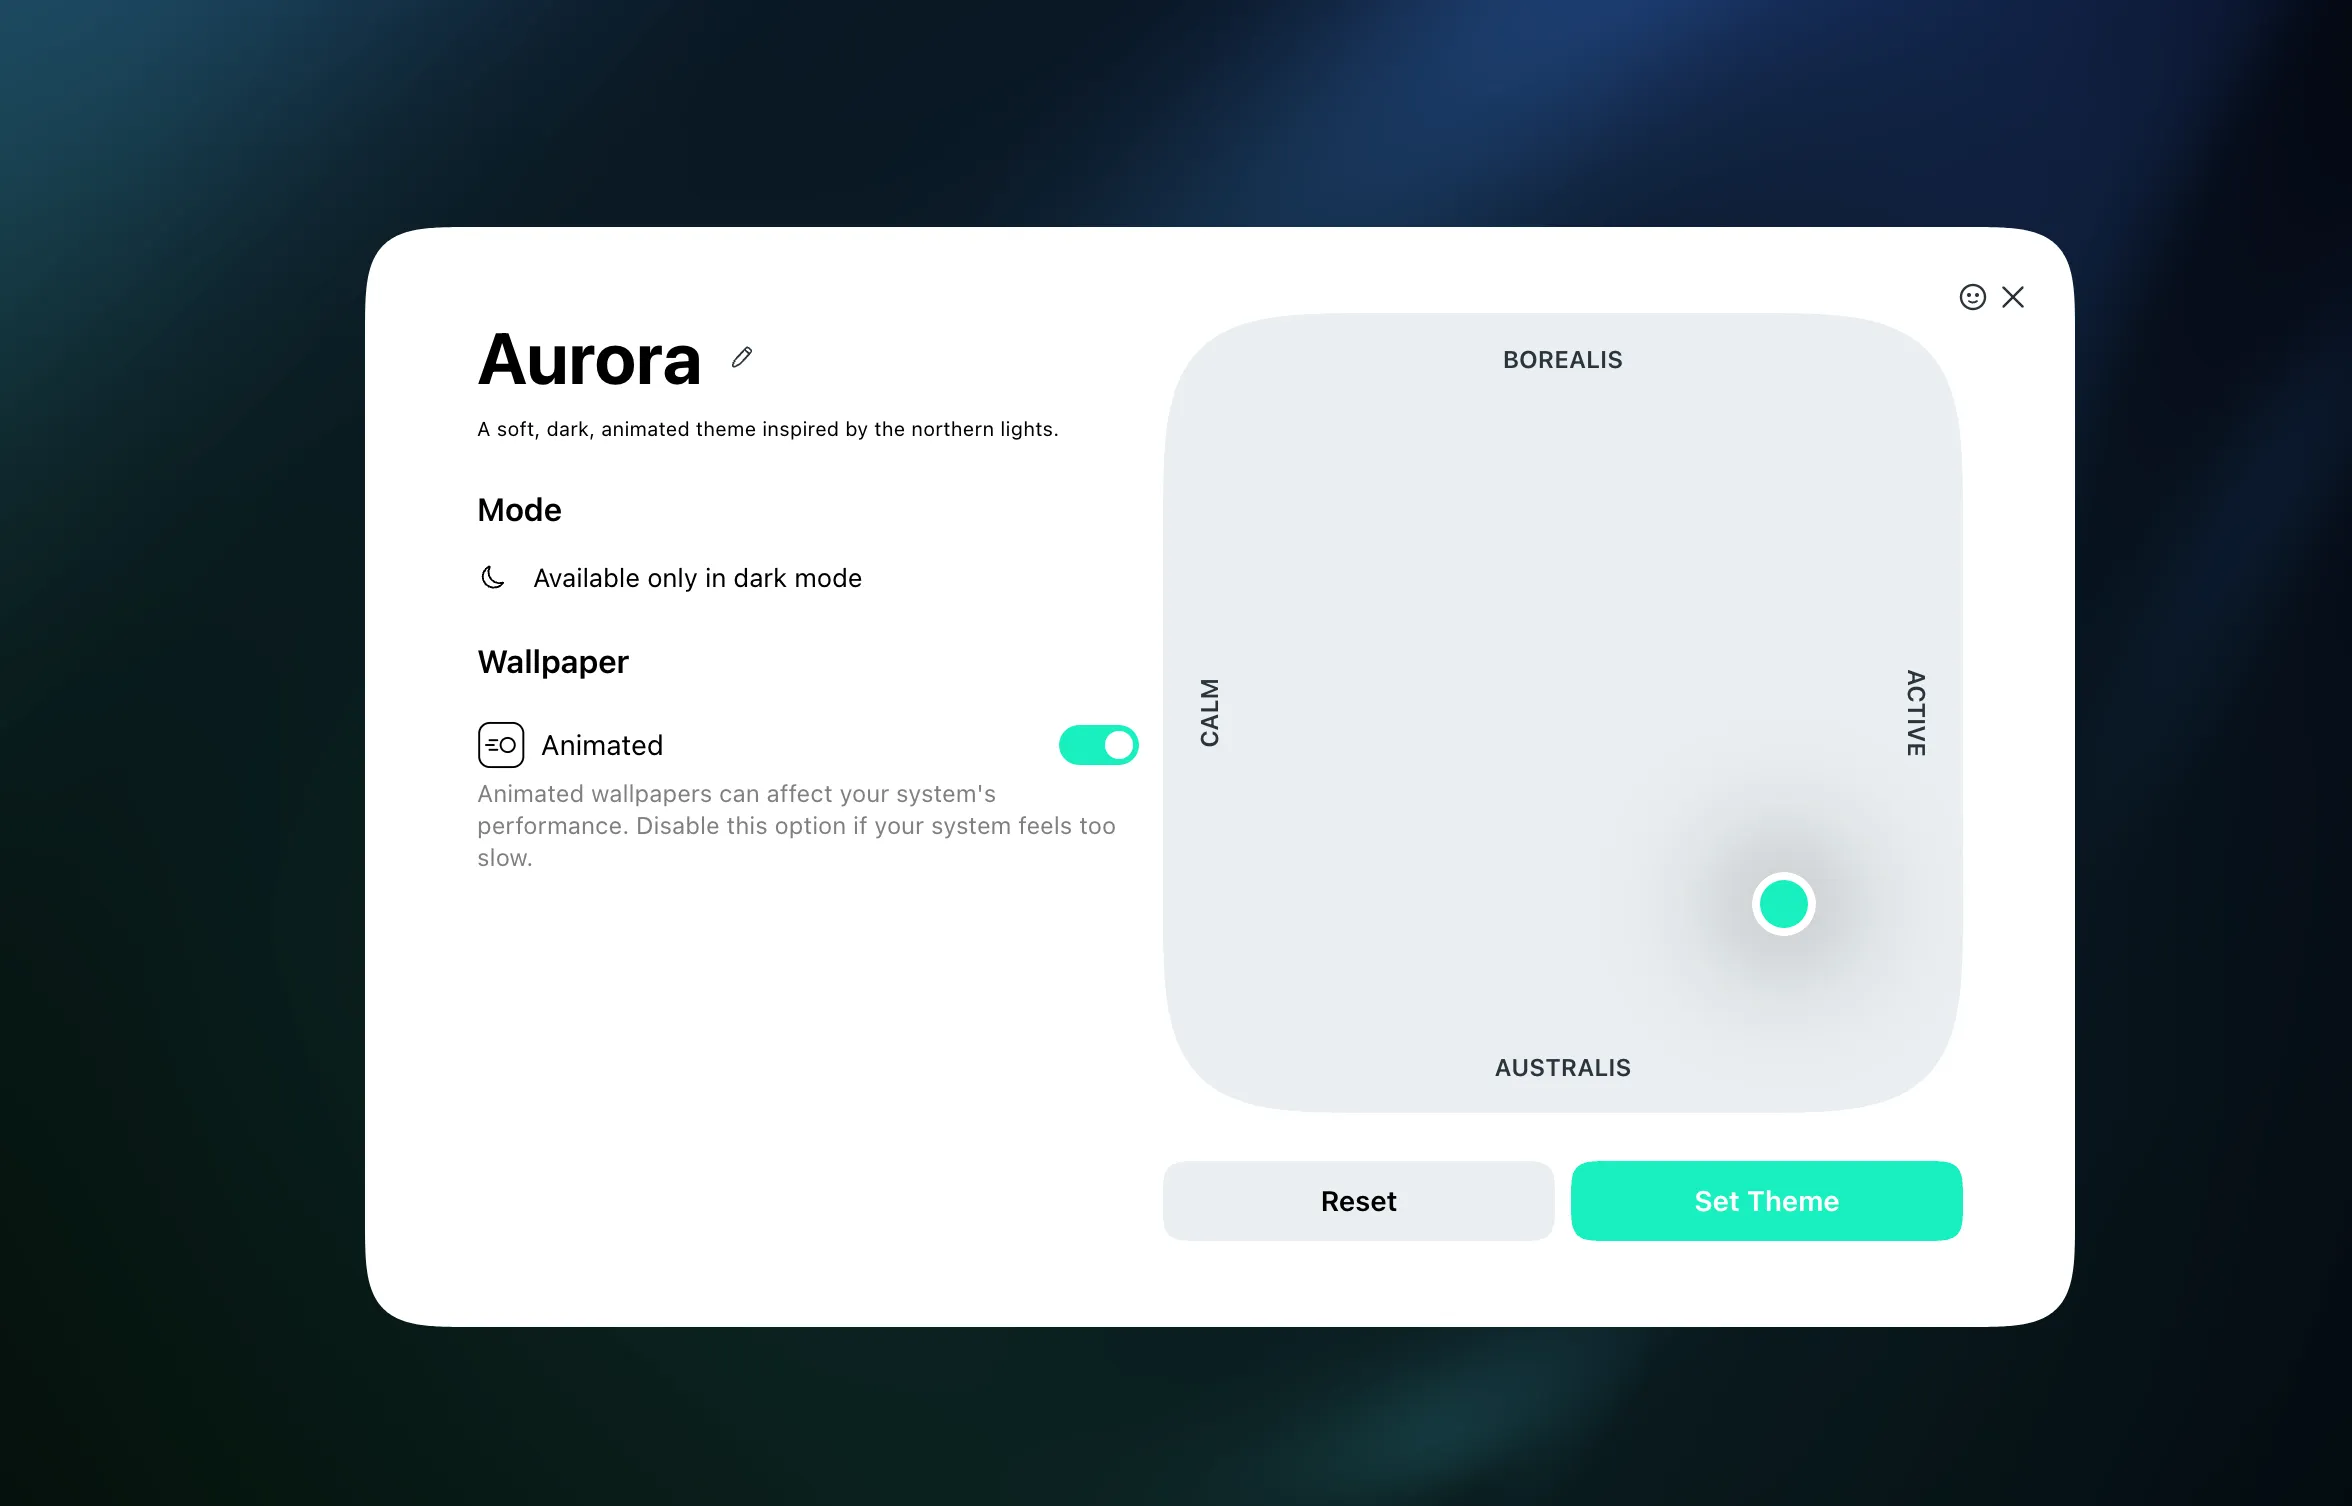 Aurora
A soft, dark, animated theme inspired by the northern lights.
Mode
Available only in dark mode
Wallpaper
Animated
Animated wallpapers can affect your system's
performance. Disable this option if your system feels too
slow.
BOREALIS
CALM
ACTIVE
AUSTRALIS
Reset
Set Theme